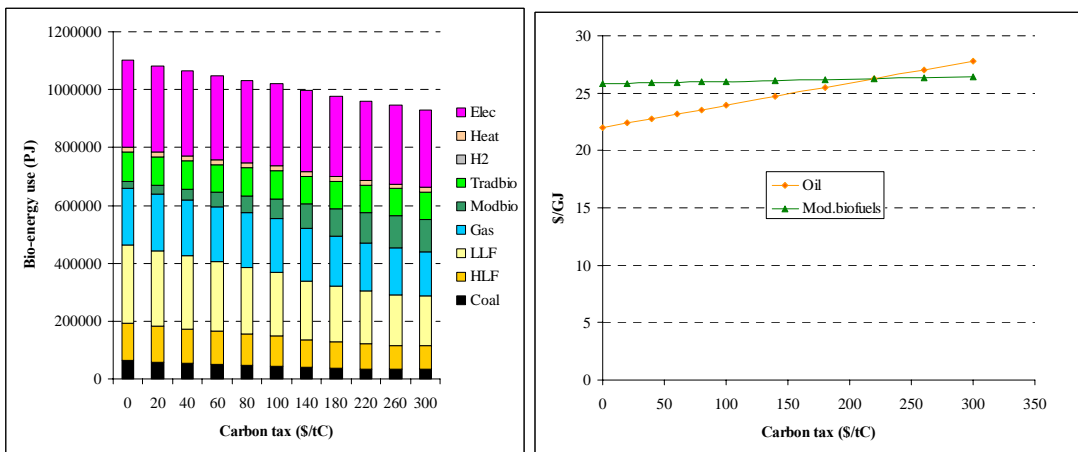 1200000
1000000
800000
600000
400000
200000
0
Bio-energy use (PJ)
0 20 40 60 80 100 140 180 220 260 300
Carbon tax ($/tC)
Elec
Heat
H2
Tradbio
Modbio
Gas
LLF
HLF
Coal
30
25
20
15
10
5
0
$/GJ
Oil
Mod.biofuels
0 50 100 150 200 250 300 350
Carbon tax ($/tC)